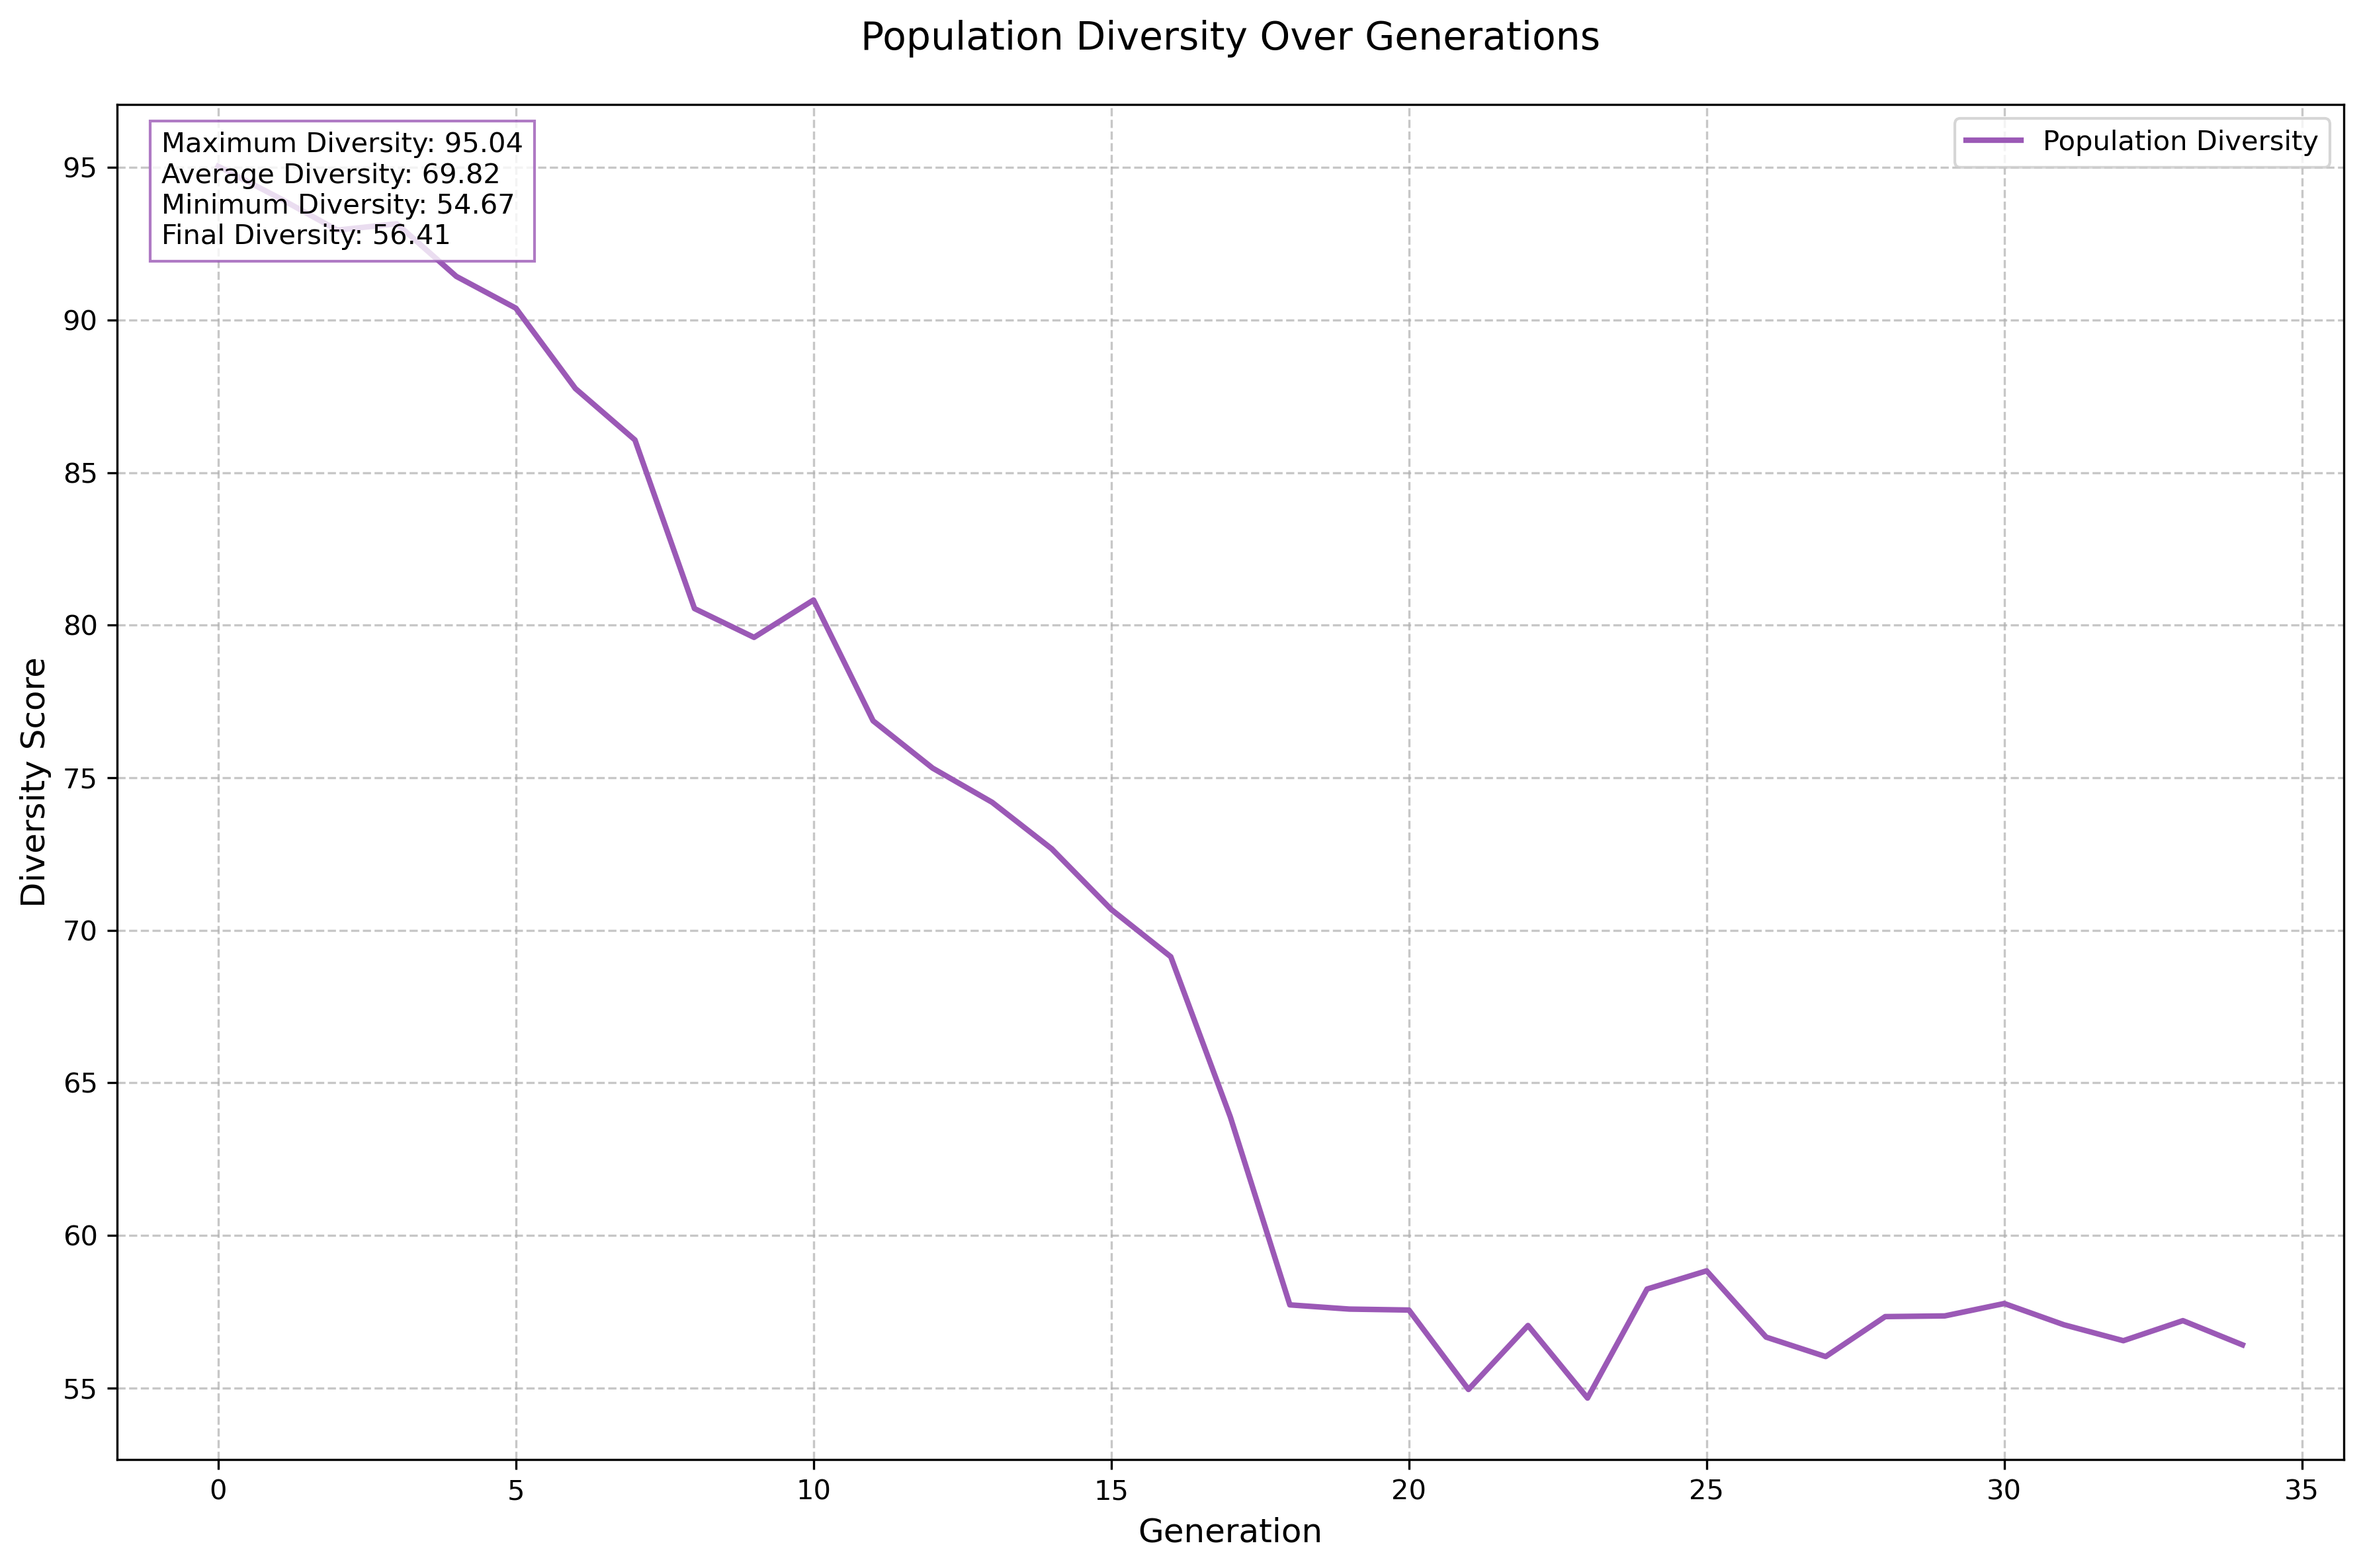 Population Diversity Over Generations
Maximum Diversity: 95.04
Average Diversity: 69.82
Minimum Diversity: 54.67
Final Diversity: 56.41
Population Diversity
Diversity Score
95
90
85
80
75
70
65
60
55
0 5 10 15 20 25 30 35
Generation